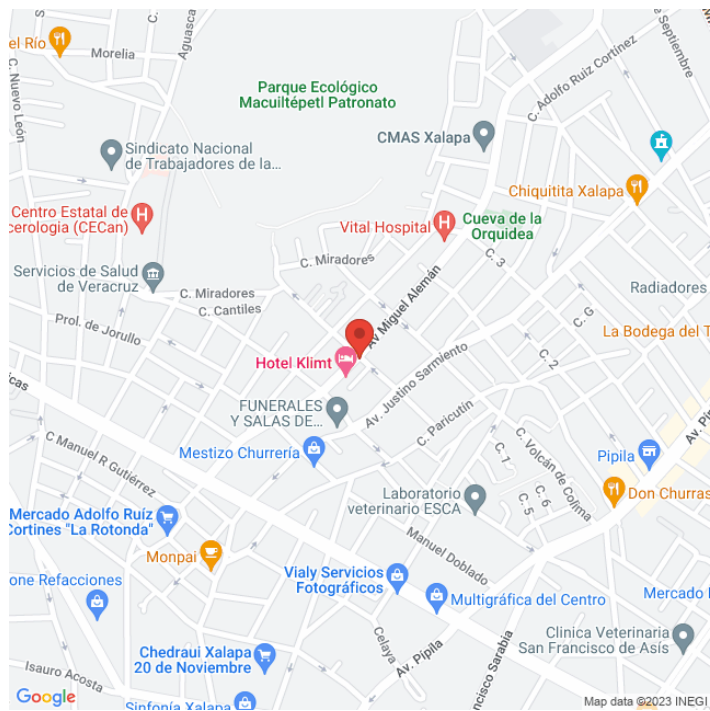 el Río
Morelia
Aguasca
C. Nuevo León
Parque Ecológico
Macuiltépetl Patronato
C. Adolfo Ruiz Cortinez
Septiembre
CMAS Xalapa
Sindicato Nacional
de Trabajadores de la...
Chiquitita Xalapa
Centro Estatal de
cerologia (CECan)
Vital Hospital
Cueva de la
Orquidea
C. 3
C. Miradores
Servicios de Salud
de Veracruz
C. Miradores
C. Cantiles
Radiadores
C. G
Prol. de Jorullo
Av Miguel Alemán
La Bodega del T
Hotel Klimt
C. 2
Av. Justino Sarmiento
icas
FUNERALES
Y SALAS DE...
C. Paricutín
Av. Pi
C Manuel R Gutiérrez
Mestizo Churrería
C. Volcán de Colima
C. 1
C. 6
C. 5
Pipila
Don Churras
Laboratorio
veterinario ESCA
Mercado Adolfo Ruíz
Cortines "La Rotonda"
Manuel Doblado
Monpai
one Refacciones
Vialy Servicios
Fotográficos
Multigráfica del Centro
Mercado
Chedraui Xalapa
20 de Noviembre
Celaya
Av. Pípila
ncisco Sarabia
Clinica Veterinaria
San Francisco de Asís
Isauro Acosta
Google
Sinfonía Xalapa
Map data ©2023 INEGI